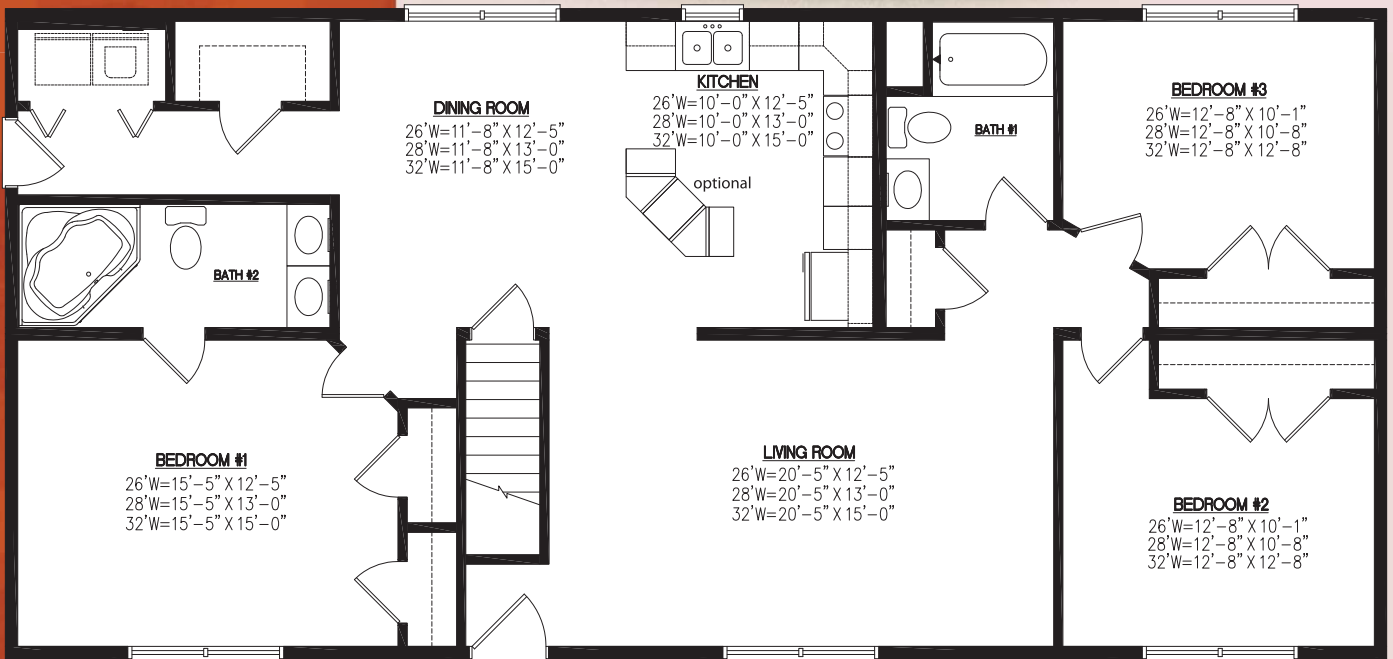 DINING ROOM
26'W=11'-8" X 12'-5"
28'W=11'-8" X 13'-0"
32'W=11'-8" X 15'-0"
KITCHEN
26'W=10'-0" X 12'-5"
28'W=10'-0" X 13'-0"
32'W=10'-0" X 15'-0"
optional
BATH #1
BEDROOM #3
26'W=12'-8" X 10'-1"
28'W=12'-8" X 10'-8"
32'W=12'-8" X 12'-8"
BATH #2
BEDROOM #1
26'W=15'-5" X 12'-5"
28'W=15'-5" X 13'-0"
32'W=15'-5" X 15'-0"
LIVING ROOM
26'W=20'-5" X 12'-5"
28'W=20'-5" X 13'-0"
32'W=20'-5" X 15'-0"
BEDROOM #2
26'W=12'-8" X 10'-1"
28'W=12'-8" X 10'-8"
32'W=12'-8" X 12'-8"